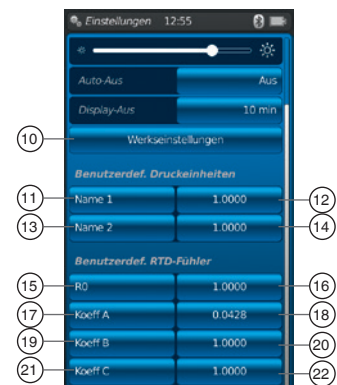 Einstellungen 12:55
Auto-Aus Aus
Display-Aus 10 min
10 Werkseinstellungen
Benutzerdef. Druckeinheiten
11 Name 1 1.0000 12
13 Name 2 1.0000 14
Benutzerdef. RTD-Fühler
15 R0 1.0000 16
17 Koeff A 0.0428 18
19 Koeff B 1.0000 20
21 Koeff C 1.0000 22